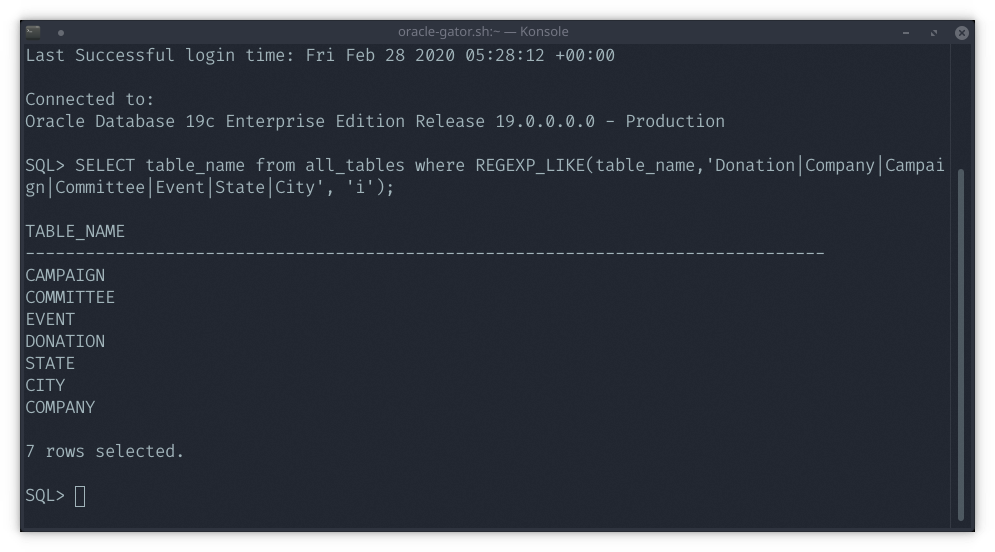 oracle-gator.sh:~ — Konsole
Last Successful login time: Fri Feb 28 2020 05:28:12 +00:00
Connected to:
Oracle Database 19c Enterprise Edition Release 19.0.0.0.0 - Production
SQL> SELECT table_name from all_tables where REGEXP_LIKE(table_name,'Donation|Company|Campai
gn|Committee|Event|State|City', 'i');
TABLE_NAME
--------------------------------------------------------------------------------
CAMPAIGN
COMMITTEE
EVENT
DONATION
STATE
CITY
COMPANY
7 rows selected.
SQL>